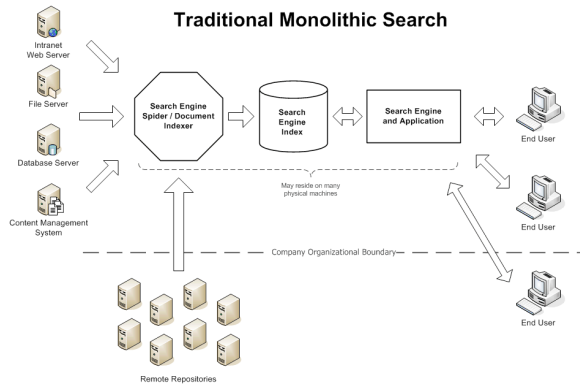 Traditional Monolithic Search
Intranet
Web Server
File Server
Database Server
Content Management
System
Search Engine
Spider / Document
Indexer
Search
Engine
Index
Search Engine
and Application
End User
May reside on many
physical machines
End User
Company Organizational Boundary
End User
Remote Repositories